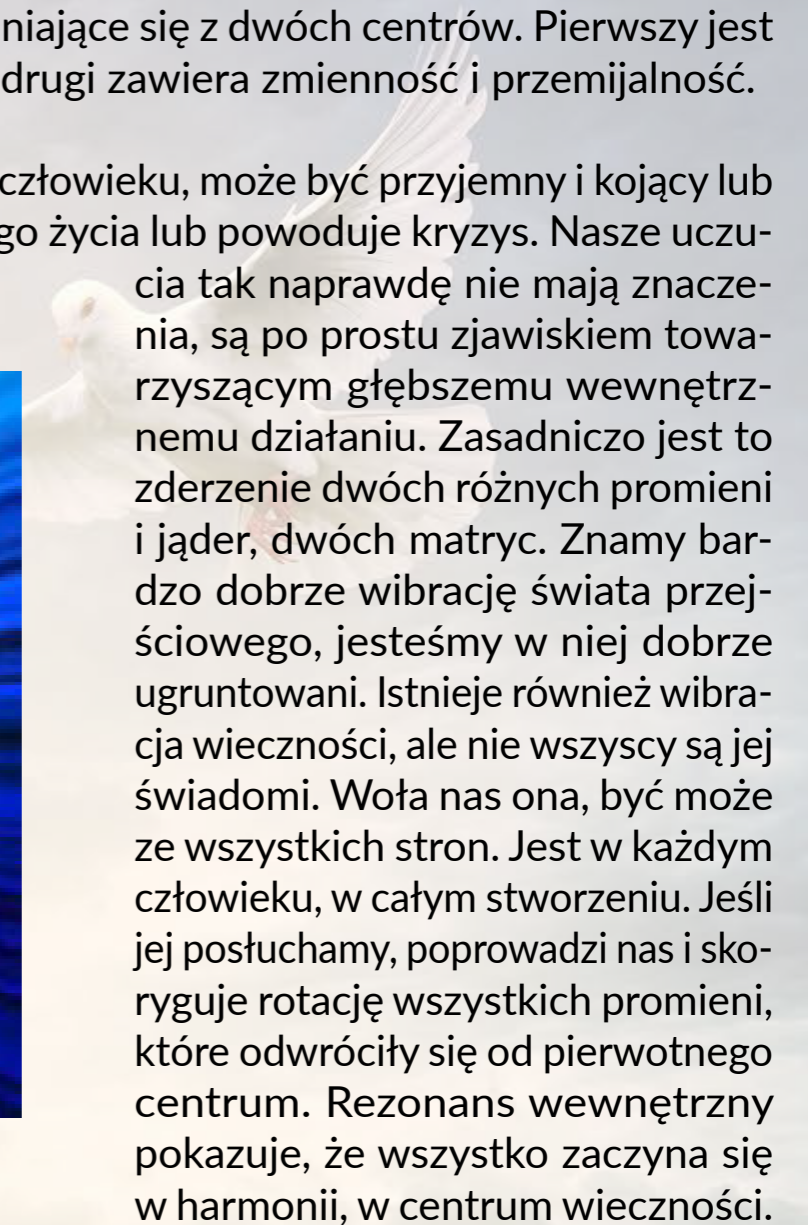 niające się z dwóch centrów. Pierwszy jest
drugi zawiera zmienność i przemijalność.
człowieku, może być przyjemny i kojący lub
go życia lub powoduje kryzys. Nasze uczu-
cia tak naprawdę nie mają znacze-
nia, są po prostu zjawiskiem towa-
rzyszącym głębszemu wewnętrz-
nemu działaniu. Zasadniczo jest to
zderzenie dwóch różnych promieni
i jąder, dwóch matryc. Znamy bar-
dzo dobrze wibrację świata przej-
ściowego, jesteśmy w niej dobrze
ugruntowani. Istnieje również wibra-
cja wieczności, ale nie wszyscy są jej
świadomi. Woła nas ona, być może
ze wszystkich stron. Jest w każdym
człowieku, w całym stworzeniu. Jeśli
jej posłuchamy, poprowadzi nas i sko-
ryguje rotację wszystkich promieni,
które odwróciły się od pierwotnego
centrum. Rezonans wewnętrzny
pokazuje, że wszystko zaczyna się
w harmonii, w centrum wieczności.